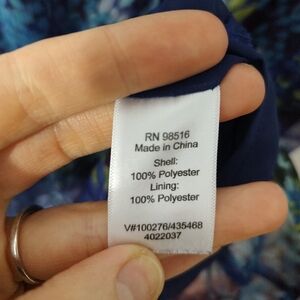 RN 98516
Made in China
Shell:
100% Polyester
Lining:
100% Polyester
V#100276/435468
4022037